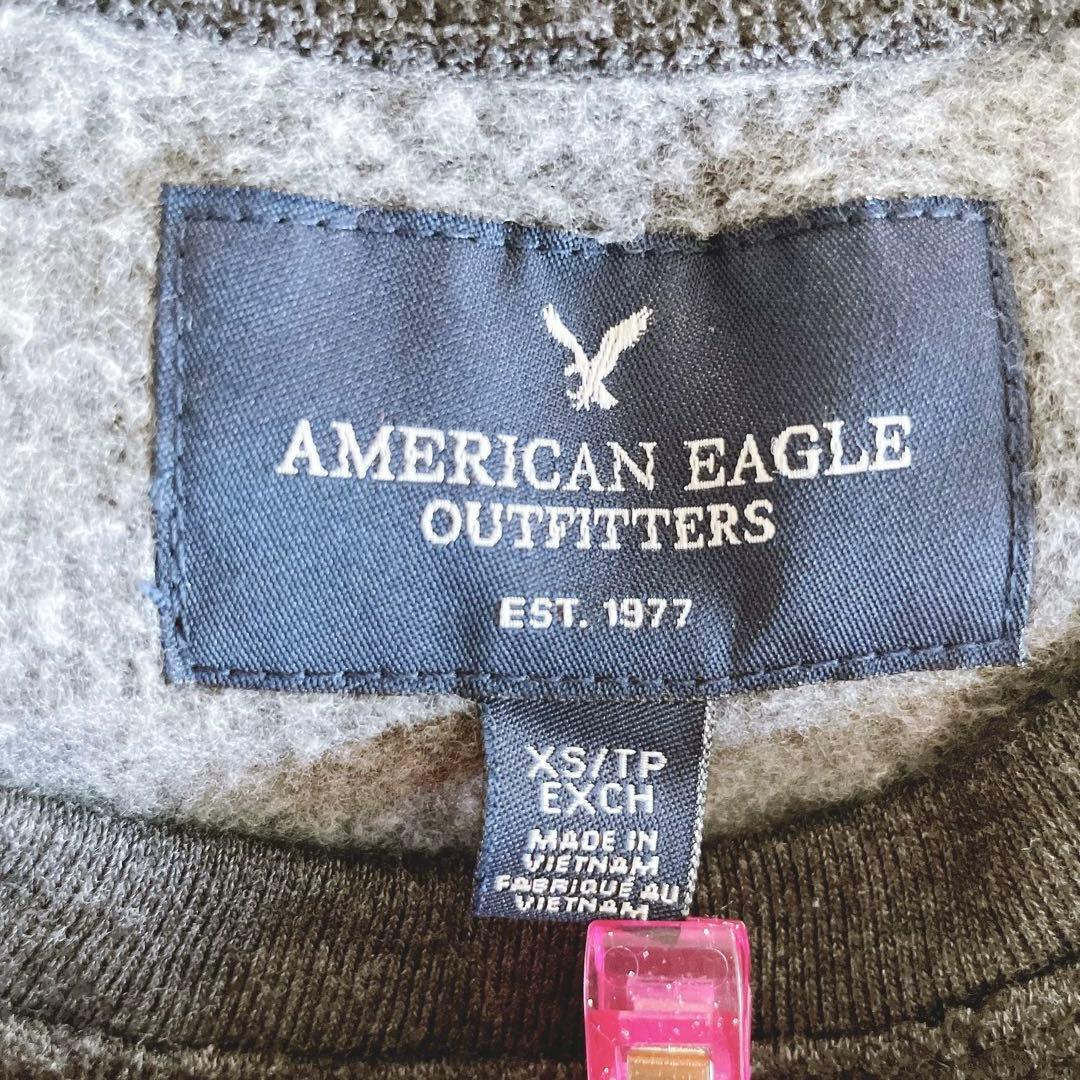 AMERICAN EAGLE
OUTFITTERS
EST. 1977
XS/TP
EXCH
MADE IN
VIETNAM
FABRIQUE AU
VIETNAM